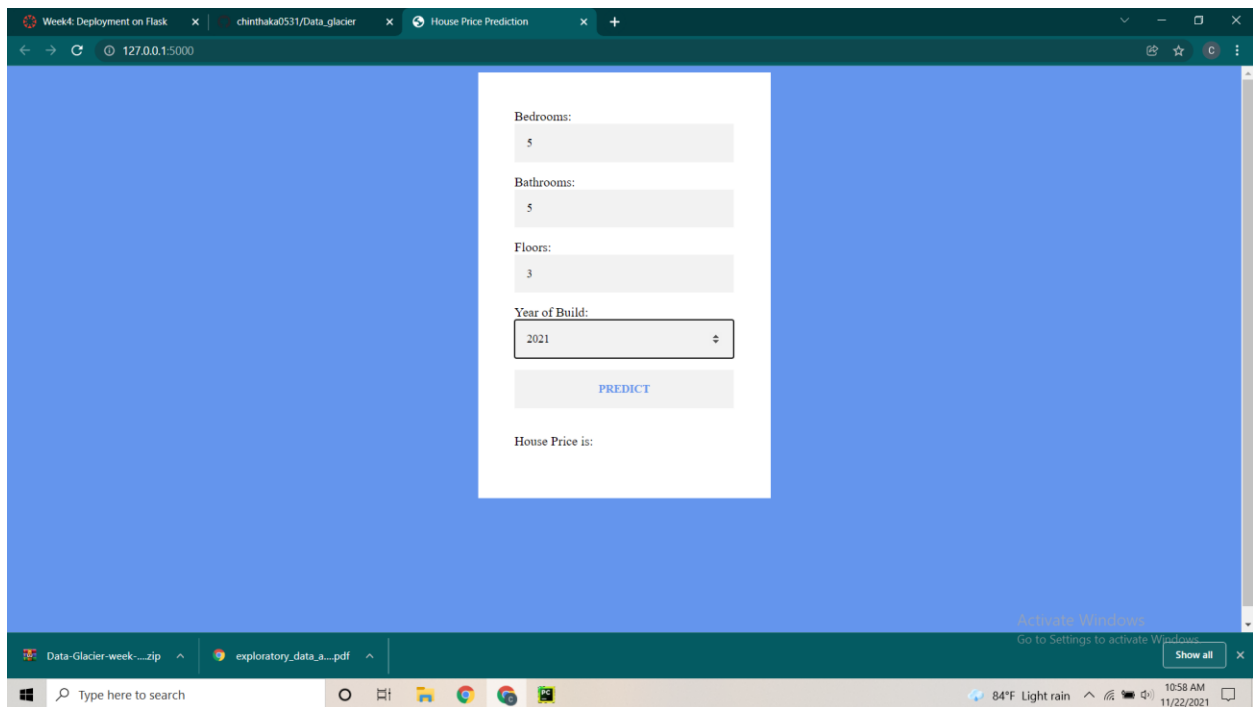 Week4: Deployment on Flask
chinthaka0531/Data_glacier
House Price Prediction
127.0.0.1:5000
C
Bedrooms:
5
Bathrooms:
5
Floors:
3
Year of Build:
2021
PREDICT
House Price is:
Activate Windows
Go to Settings to activate Windows.
Data-Glacier-week-....zip
exploratory_data_a....pdf
Show all
Type here to search
C
PC
84°F Light rain
10:58 AM
11/22/2021